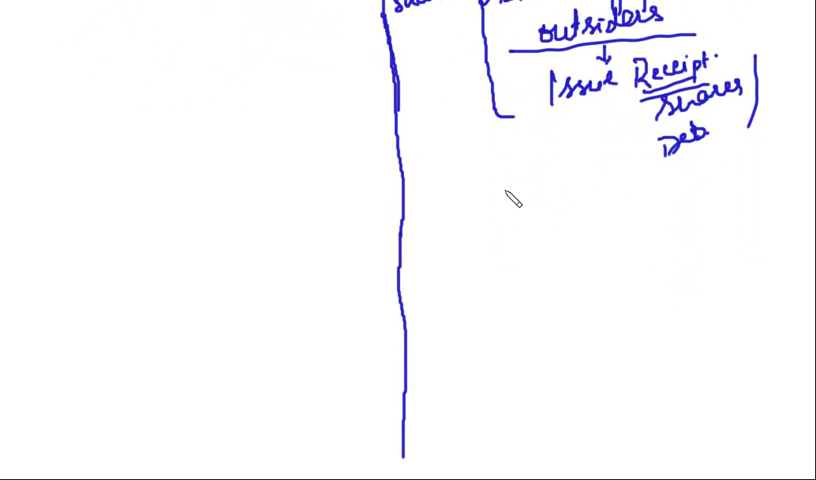 outsiders
↓
Issue Receipt.
Shares
Deb